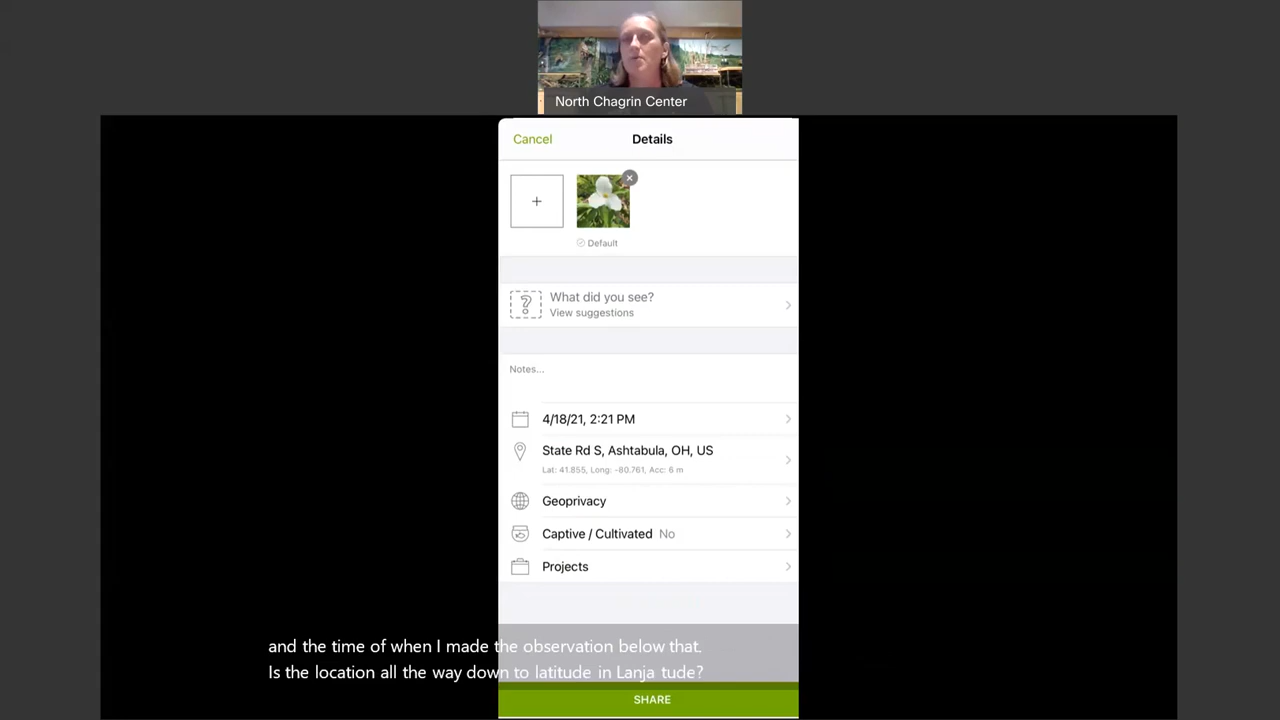 North Chagrin Center
Cancel
Details
+
Default
What did you see?
View suggestions
Notes...
4/18/21, 2:21 PM
State Rd S, Ashtabula, OH, US
Lat: 41.855, Long: -80.761, Acc: 6 m
Geoprivacy
Captive / Cultivated No
Projects
and the time of when I made the observation below that.
Is the location all the way down to latitude in Lanja tude?
SHARE